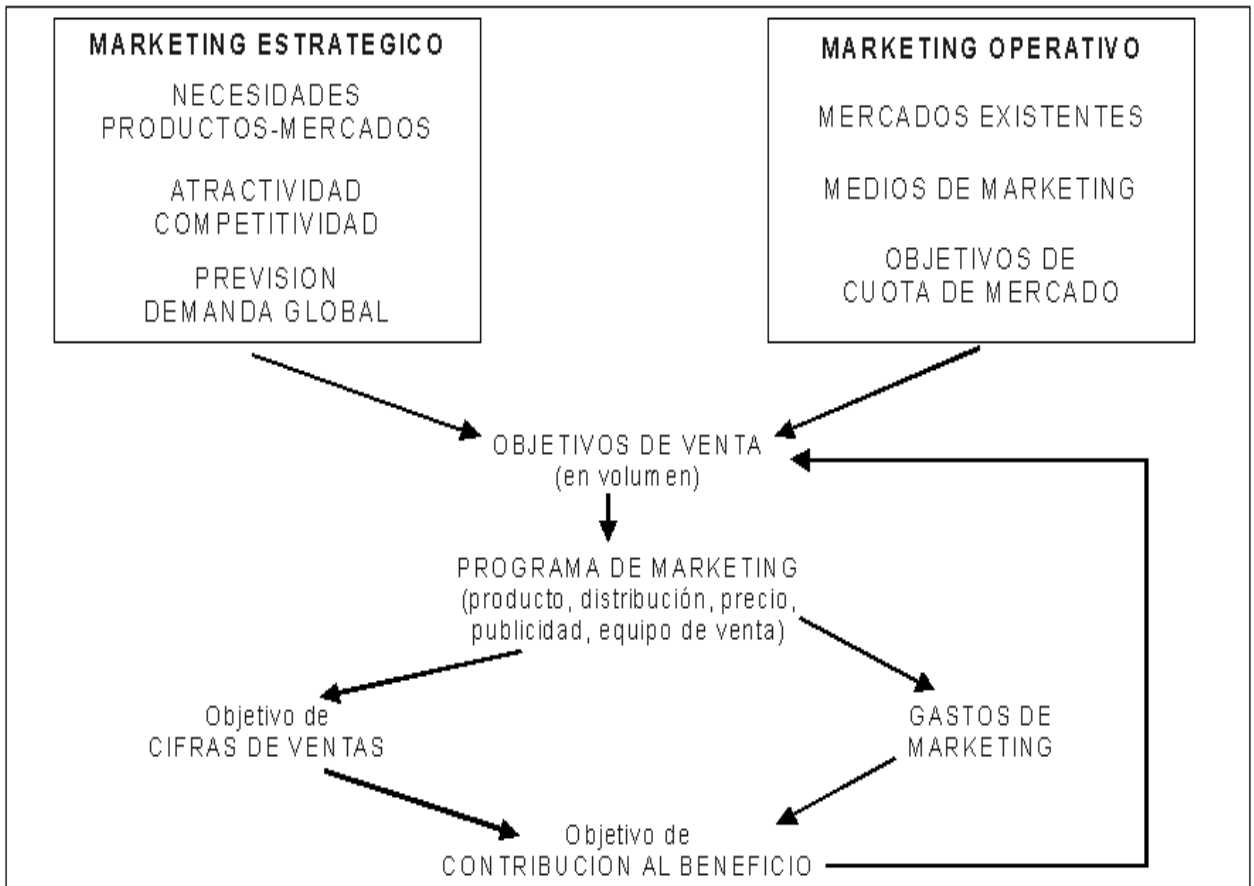 MARKETING ESTRATEGICO
NECESIDADES
PRODUCTOS-MERCADOS
ATRACTIVIDAD
COMPETITIVIDAD
PREVISION
DEMANDA GLOBAL
MARKETING OPERATIVO
MERCADOS EXISTENTES
MEDIOS DE MARKETING
OBJETIVOS DE
CUOTA DE MERCADO
OBJETIVOS DE VENTA
(en volumen)
PROGRAMA DE MARKETING
(producto, distribución, precio,
publicidad, equipo de venta)
Objetivo de
CIFRAS DE VENTAS
GASTOS DE
MARKETING
Objetivo de
CONTRIBUCION AL BENEFICIO